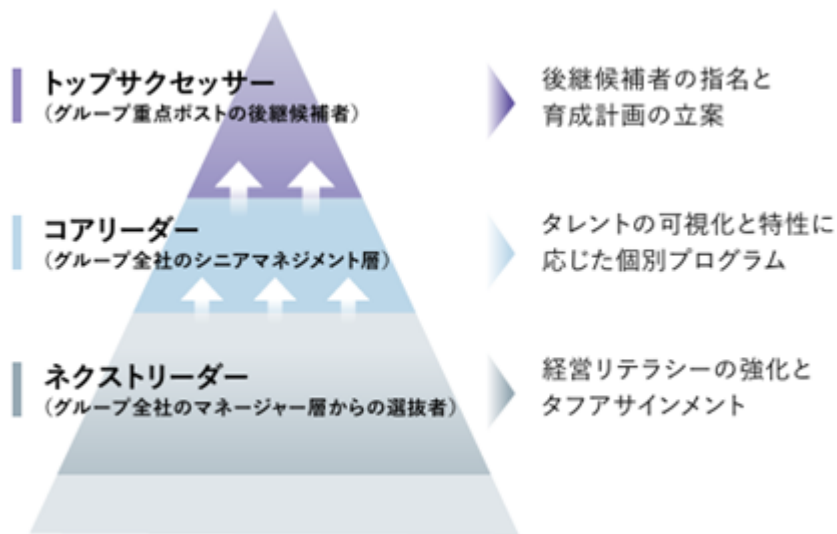 トップサクセッサー
（グループ重点ポストの後継候補者）
後継候補者の指名と
育成計画の立案
コアリーダー
（グループ全社のシニアマネジメント層）
タレントの可視化と特性に
応じた個別プログラム
ネクストリーダー
（グループ全社のマネージャー層からの選抜者）
経営リテラシーの強化と
タフアサインメント